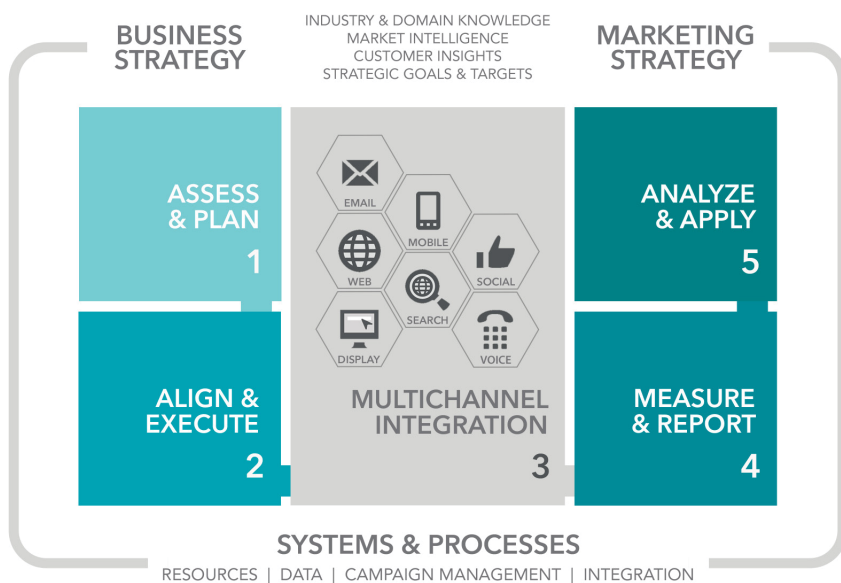 BUSINESS
STRATEGY
INDUSTRY & DOMAIN KNOWLEDGE
MARKET INTELLIGENCE
CUSTOMER INSIGHTS
STRATEGIC GOALS & TARGETS
MARKETING
STRATEGY
ASSESS
& PLAN
1
ALIGN &
EXECUTE
2
EMAIL
MOBILE
WEB
SOCIAL
SEARCH
DISPLAY
VOICE
MULTICHANNEL
INTEGRATION
3
MEASURE
& REPORT
4
ANALYZE
& APPLY
5
SYSTEMS & PROCESSES
RESOURCES | DATA | CAMPAIGN MANAGEMENT | INTEGRATION